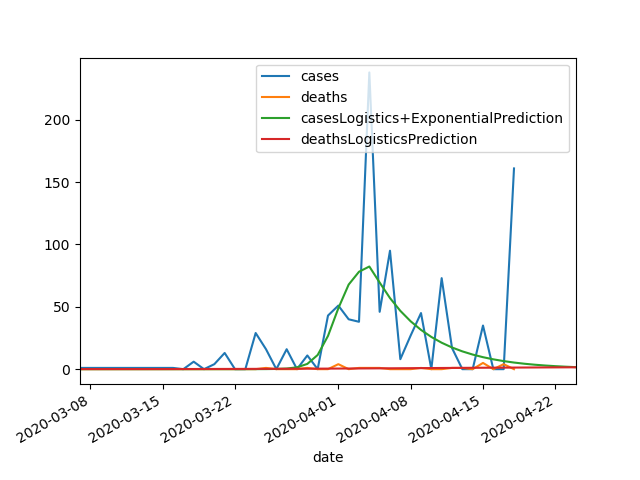 cases
deaths
casesLogistics+ExponentialPrediction
deathsLogisticsPrediction
200
150
100
50
0
2020-03-08
2020-03-15
2020-03-22
2020-04-01
2020-04-08
2020-04-15
2020-04-22
date